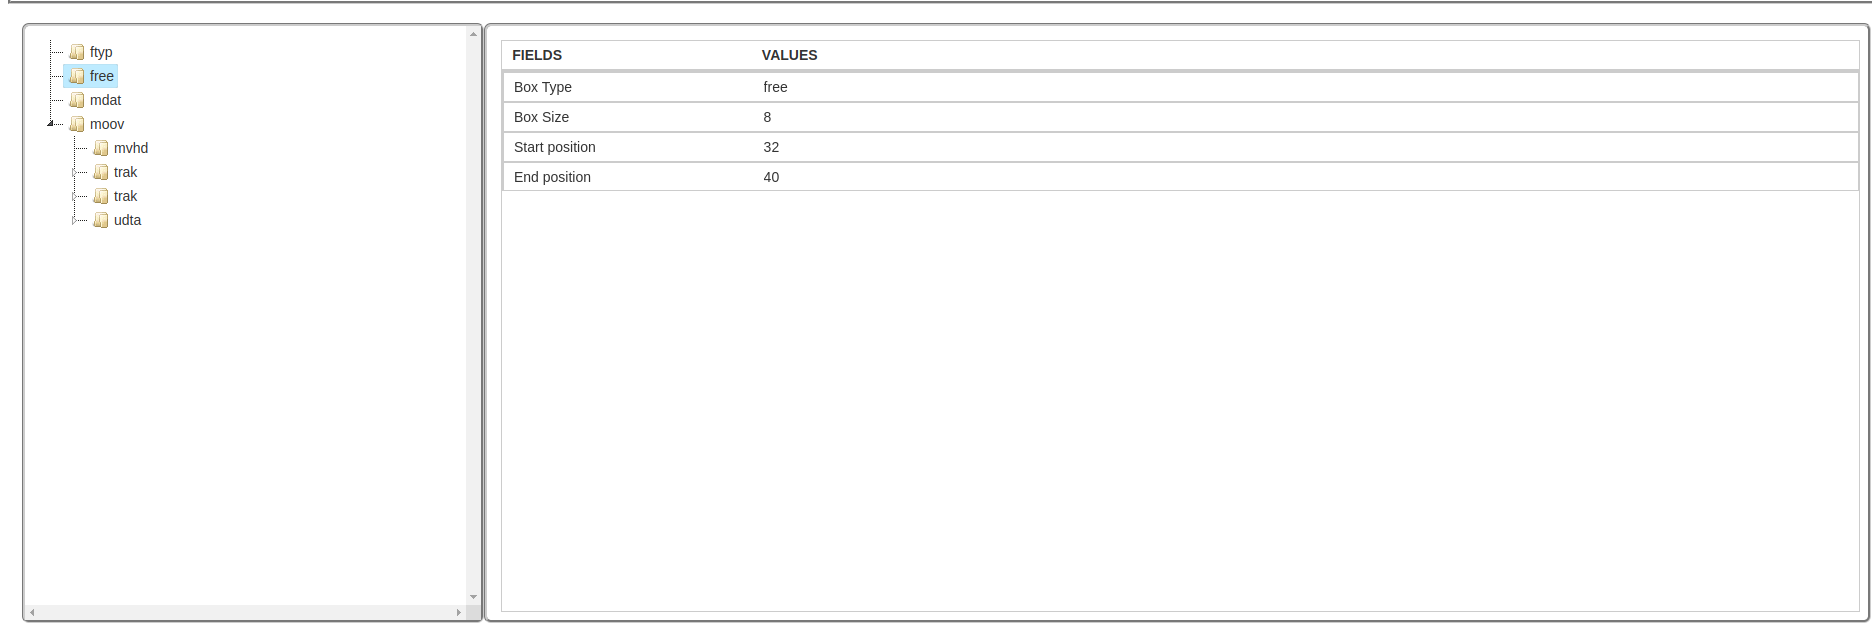 ftyp
free
mdat
moov
mvhd
trak
trak
udta
FIELDS VALUES
Box Type free
Box Size 8
Start position 32
End position 40